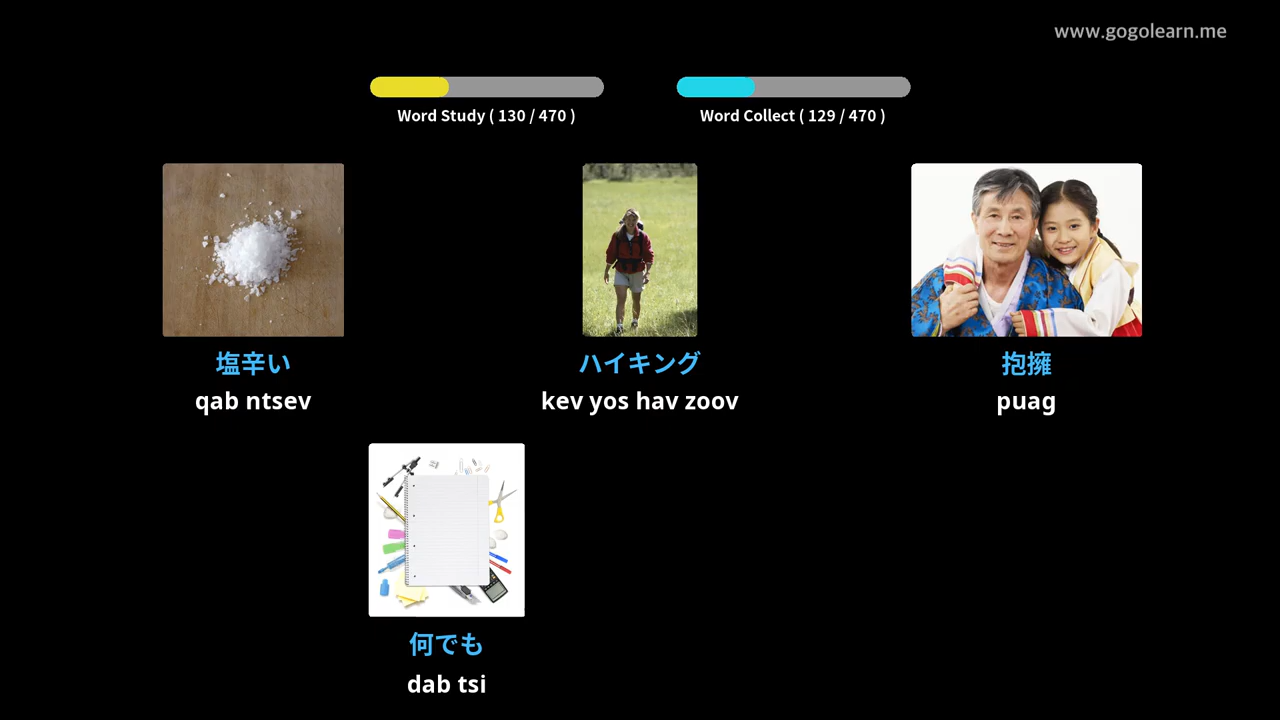 www.gogolearn.me
Word Study ( 130 / 470 )
Word Collect ( 129 / 470 )
塩辛い
qab ntsev
ハイキング
kev yos hav zoov
抱擁
puag
何でも
dab tsi